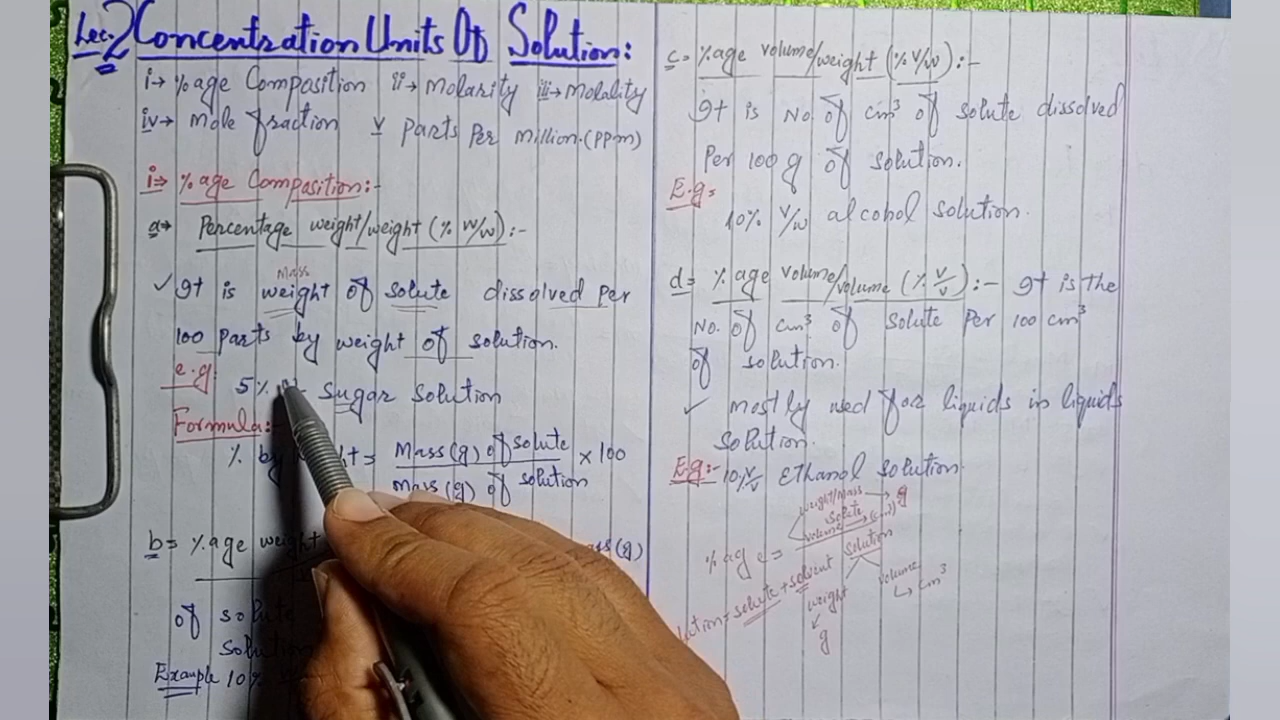 Lec. 2 Concentration Units Of Solution:
i→ %age Composition ii→ Molarity iii→ Molality
iv→ Mole fraction v parts per million.(ppm)
i→ %age Composition:-
a→ Percentage weight/weight (% w/w):-
Mass
✓ It is weight of solute dissolved per
100 parts by weight of solution.
e.g:
5% Sugar solution
Formula:
% by = Mass(g) of solute × 100
Mass(g) of solution
b= %age weight (g)
of solute
solution
Example 10%
c= %age volume/weight (% v/w):-
It is No. of cm³ of solute dissolved
Per 100 g of solution.
E.g=
10% v/w alcohol solution.
d= % age volume/volume (% v/v):- It is the
No. of cm³ of solute Per 100 cm³
of solution.
✓ mostly used for liquids in liquids
solution.
E.g:- 10% v/v Ethanol solution.
weight/Mass → g
solute
volume → (cm³)
% age = solution
solute + solvent
weight
g
volume
↳ cm³